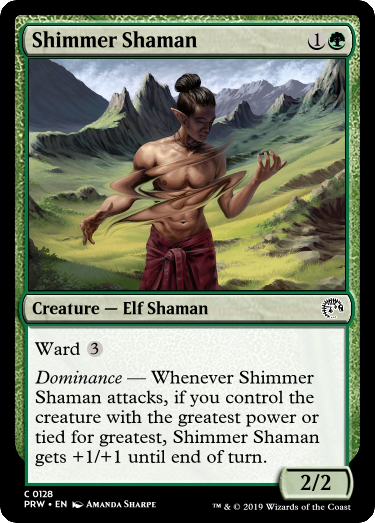 Shimmer Shaman 1
Creature — Elf Shaman
Ward 3
Dominance — Whenever Shimmer
Shaman attacks, if you control the
creature with the greatest power or
tied for greatest, Shimmer Shaman
gets +1/+1 until end of turn.
2/2
C 0128
PRW • EN Amanda Sharpe
™ & © 2019 Wizards of the Coast